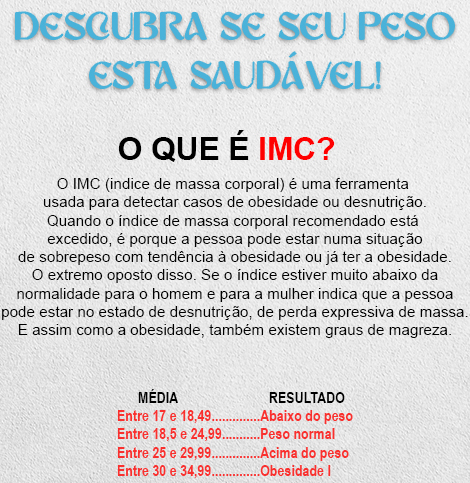 DESCUBRA SE SEU PESO
ESTA SAUDÁVEL!
O QUE É IMC?
O IMC (indice de massa corporal) é uma ferramenta
usada para detectar casos de obesidade ou desnutrição.
Quando o índice de massa corporal recomendado está
excedido, é porque a pessoa pode estar numa situação
de sobrepeso com tendência à obesidade ou já ter a obesidade.
O extremo oposto disso. Se o índice estiver muito abaixo da
normalidade para o homem e para a mulher indica que a pessoa
pode estar no estado de desnutrição, de perda expressiva de massa.
E assim como a obesidade, também existem graus de magreza.
MÉDIA RESULTADO
Entre 17 e 18,49..............Abaixo do peso
Entre 18,5 e 24,99...........Peso normal
Entre 25 e 29,99..............Acima do peso
Entre 30 e 34,99..............Obesidade I